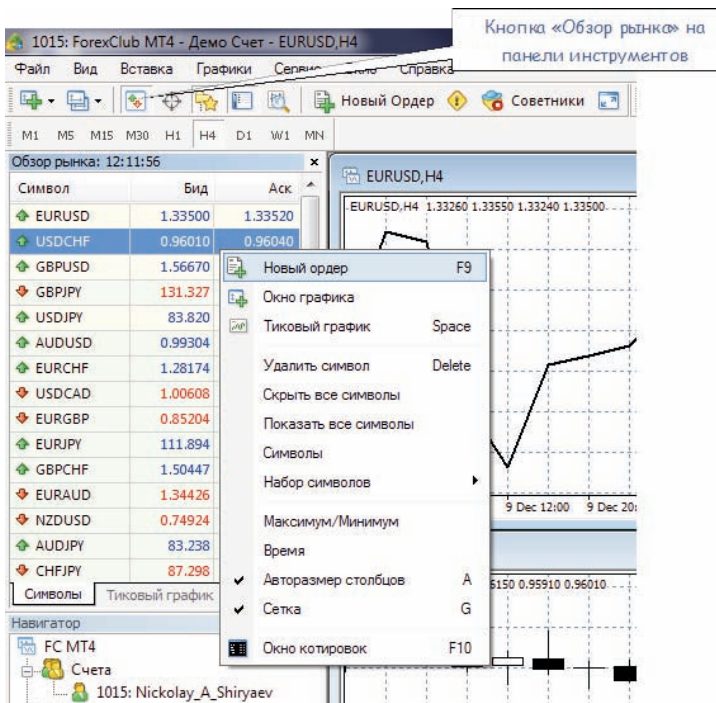 Кнопка «Обзор рынка» на
панели инструментов
1015: ForexClub MT4 - Демо Счет - EURUSD,H4
Файл Вид Вставка Графики Сервис Окно Справка
Новый Ордер Советники
M1 M5 M15 M30 H1 H4 D1 W1 MN
Обзор рынка: 12:11:56 x
Символ Бид Аск
EURUSD 1.33500 1.33520
USDCHF 0.96010 0.96040
GBPUSD 1.56670
GBPJPY 131.327
USDJPY 83.820
AUDUSD 0.99304
EURCHF 1.28174
USDCAD 1.00608
EURGBP 0.85204
EURJPY 111.894
GBPCHF 1.50447
EURAUD 1.34426
NZDUSD 0.74924
AUDJPY 83.238
CHFJPY 87.298
Символы Тиковый график
Навигатор
FC MT4
Счета
1015: Nickolay_A_Shiryaev
Новый ордер F9
Окно графика
Тиковый график Space
Удалить символ Delete
Скрыть все символы
Показать все символы
Символы
Набор символов
Максимум/Минимум
Время
Авторазмер столбцов A
Сетка G
Окно котировок F10
EURUSD,H4
EURUSD,H4 1.33260 1.33550 1.33240 1.33500
9 Dec 12:00 9 Dec 20:
6150 0.95910 0.96010